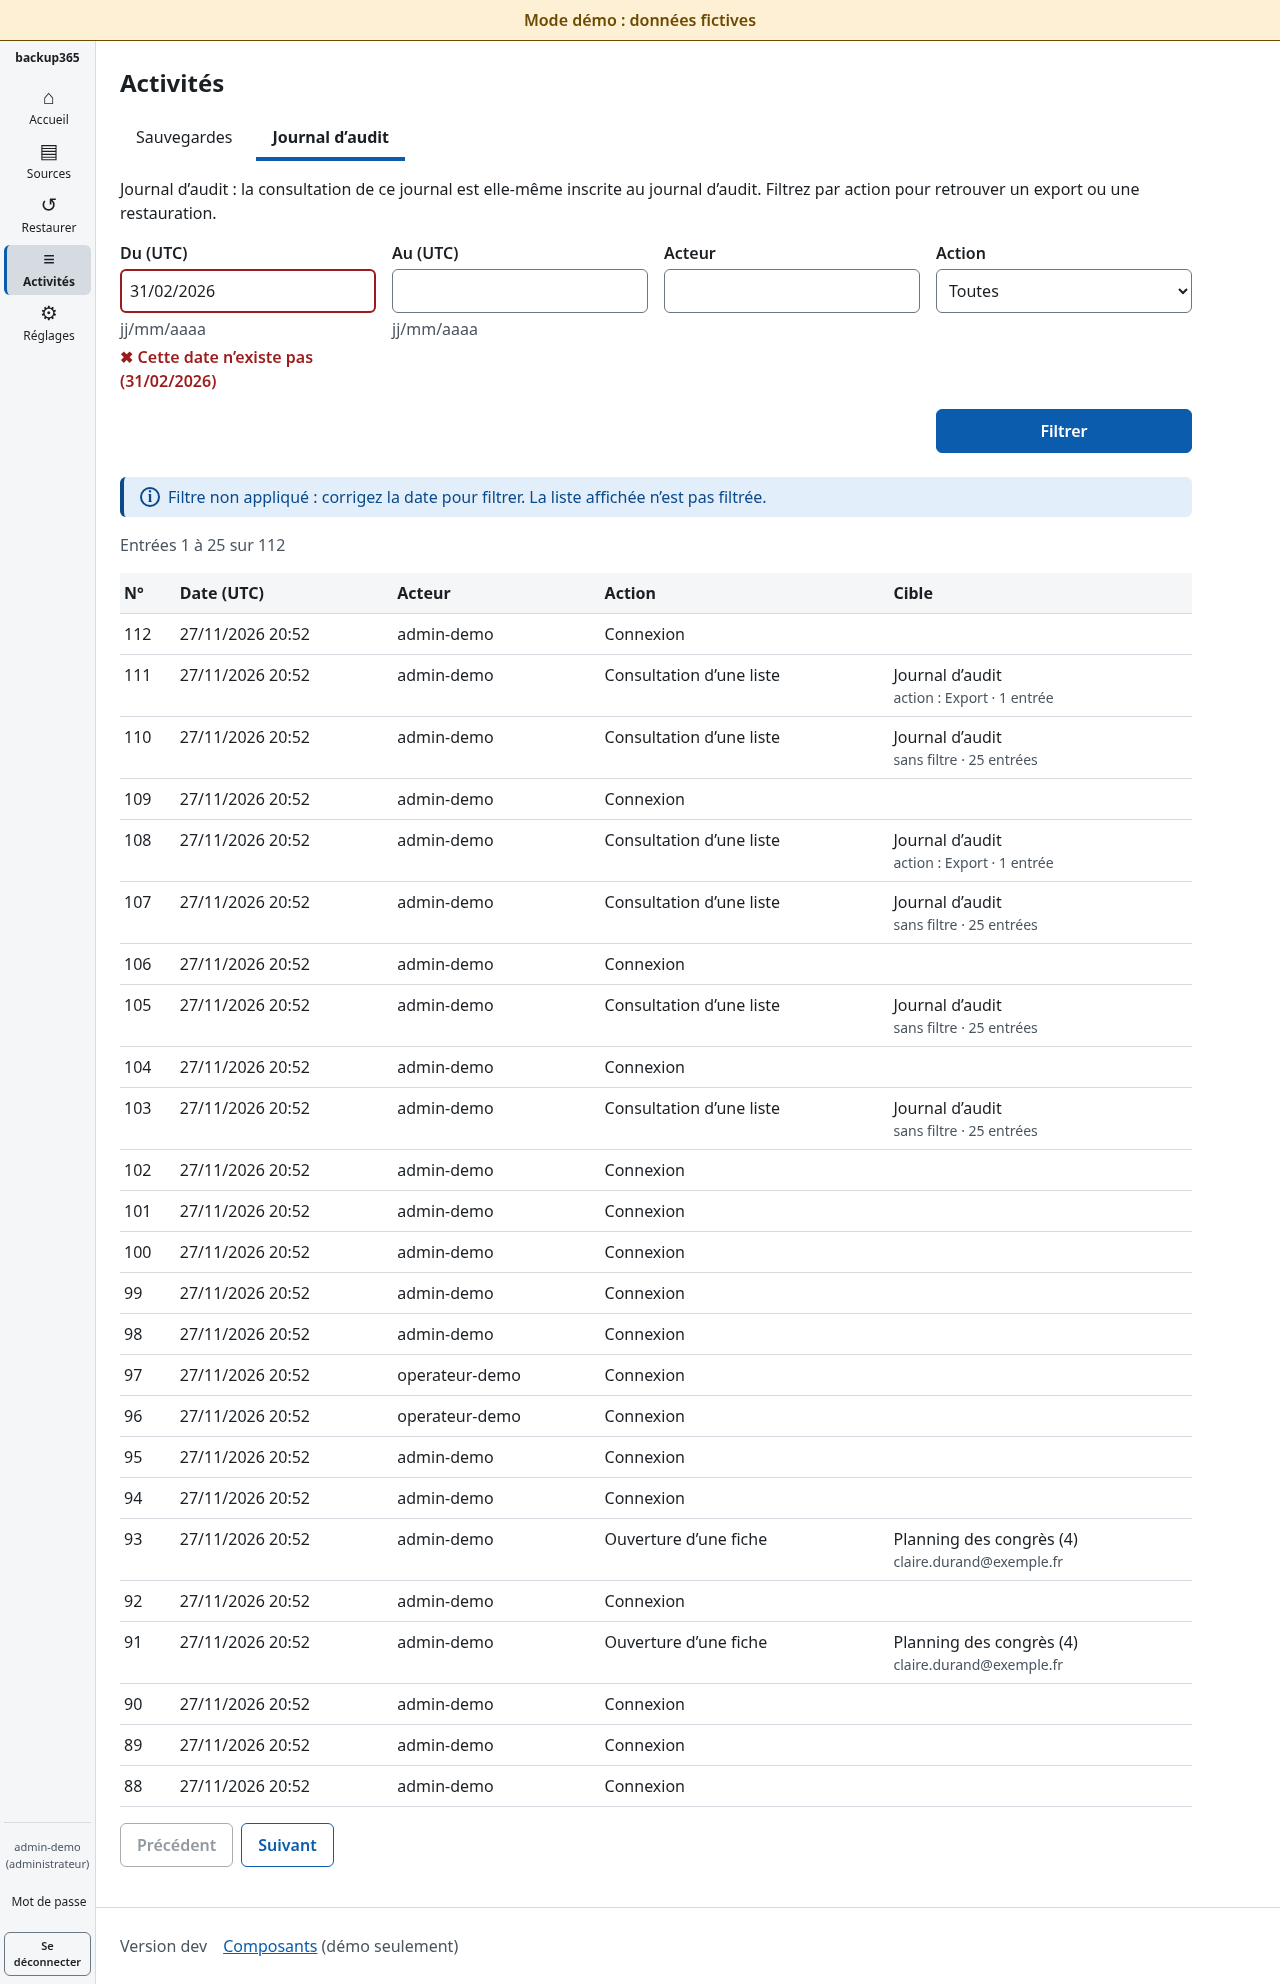 Mode démo : données fictives
backup365
Accueil
Sources
Restaurer
Activités
Réglages
Activités
Sauvegardes Journal d’audit
Journal d’audit : la consultation de ce journal est elle-même inscrite au journal d’audit. Filtrez par action pour retrouver un export ou une
restauration.
Du (UTC) Au (UTC) Acteur Action
31/02/2026 Toutes
jj/mm/aaaa jj/mm/aaaa
✖ Cette date n’existe pas
(31/02/2026)
Filtrer
Filtre non appliqué : corrigez la date pour filtrer. La liste affichée n’est pas filtrée.
Entrées 1 à 25 sur 112
N° Date (UTC) Acteur Action Cible
112 27/11/2026 20:52 admin-demo Connexion
111 27/11/2026 20:52 admin-demo Consultation d’une liste Journal d’audit
action : Export · 1 entrée
110 27/11/2026 20:52 admin-demo Consultation d’une liste Journal d’audit
sans filtre · 25 entrées
109 27/11/2026 20:52 admin-demo Connexion
108 27/11/2026 20:52 admin-demo Consultation d’une liste Journal d’audit
action : Export · 1 entrée
107 27/11/2026 20:52 admin-demo Consultation d’une liste Journal d’audit
sans filtre · 25 entrées
106 27/11/2026 20:52 admin-demo Connexion
105 27/11/2026 20:52 admin-demo Consultation d’une liste Journal d’audit
sans filtre · 25 entrées
104 27/11/2026 20:52 admin-demo Connexion
103 27/11/2026 20:52 admin-demo Consultation d’une liste Journal d’audit
sans filtre · 25 entrées
102 27/11/2026 20:52 admin-demo Connexion
101 27/11/2026 20:52 admin-demo Connexion
100 27/11/2026 20:52 admin-demo Connexion
99 27/11/2026 20:52 admin-demo Connexion
98 27/11/2026 20:52 admin-demo Connexion
97 27/11/2026 20:52 operateur-demo Connexion
96 27/11/2026 20:52 operateur-demo Connexion
95 27/11/2026 20:52 admin-demo Connexion
94 27/11/2026 20:52 admin-demo Connexion
93 27/11/2026 20:52 admin-demo Ouverture d’une fiche Planning des congrès (4)
claire.durand@exemple.fr
92 27/11/2026 20:52 admin-demo Connexion
91 27/11/2026 20:52 admin-demo Ouverture d’une fiche Planning des congrès (4)
claire.durand@exemple.fr
90 27/11/2026 20:52 admin-demo Connexion
89 27/11/2026 20:52 admin-demo Connexion
88 27/11/2026 20:52 admin-demo Connexion
Précédent Suivant
admin-demo
(administrateur)
Mot de passe
Se
déconnecter
Version dev Composants (démo seulement)